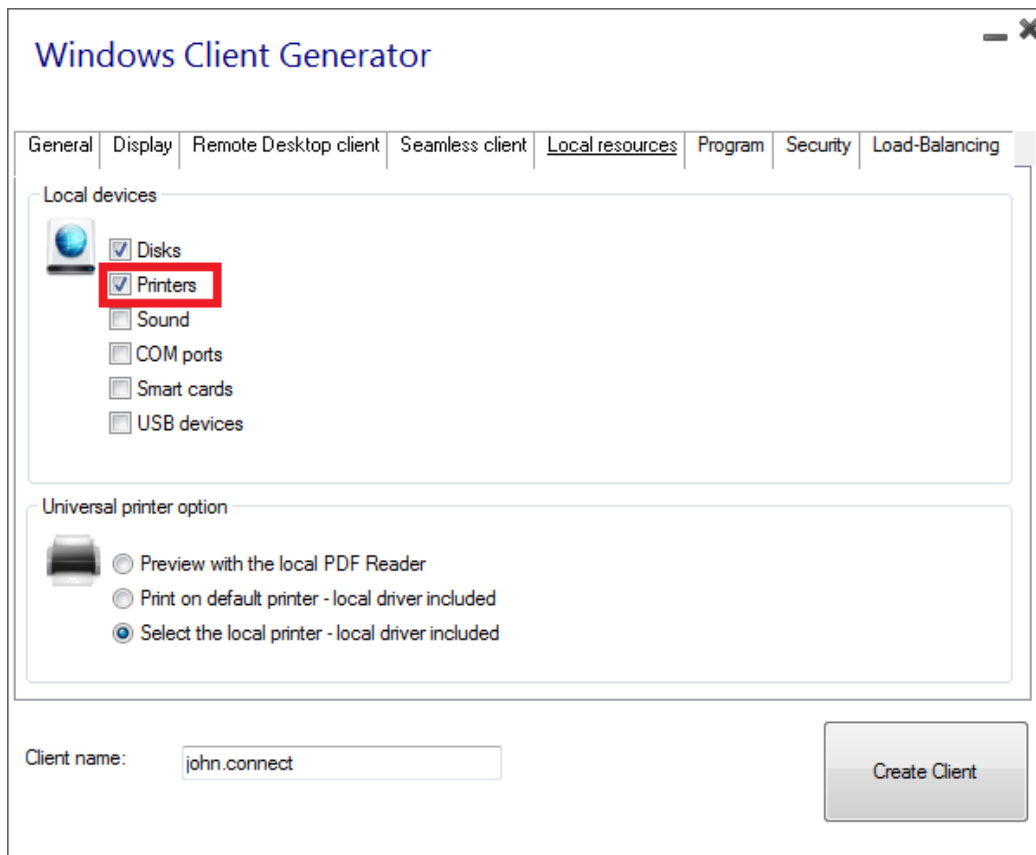 Windows Client Generator
General Display Remote Desktop client Seamless client Local resources Program Security Load-Balancing
Local devices
Disks
Printers
Sound
COM ports
Smart cards
USB devices
Universal printer option
Preview with the local PDF Reader
Print on default printer - local driver included
Select the local printer - local driver included
Client name: john.connect
Create Client